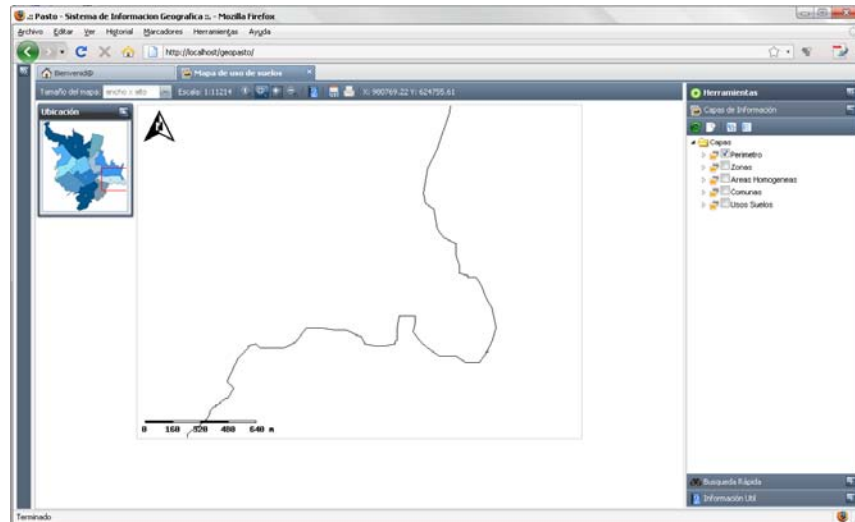 .:: Pasto - Sistema de Informacion Geografica ::. - Mozilla Firefox
Archivo Editar Ver Historial Marcadores Herramientas Ayuda
http://localhost/geopasto/
Bienvenid@
Mapa de uso de suelos
Tamaño del mapa: ancho x alto Escala: 1:11214 X: 980769.22 Y: 624755.61
Herramientas
Ubicación
Capas de Información
Capas
Perimetro
Zonas
Areas Homogeneas
Comunas
Usos Suelos
0 160 320 480 640 m
Busqueda Rápida
Información Util
Terminado